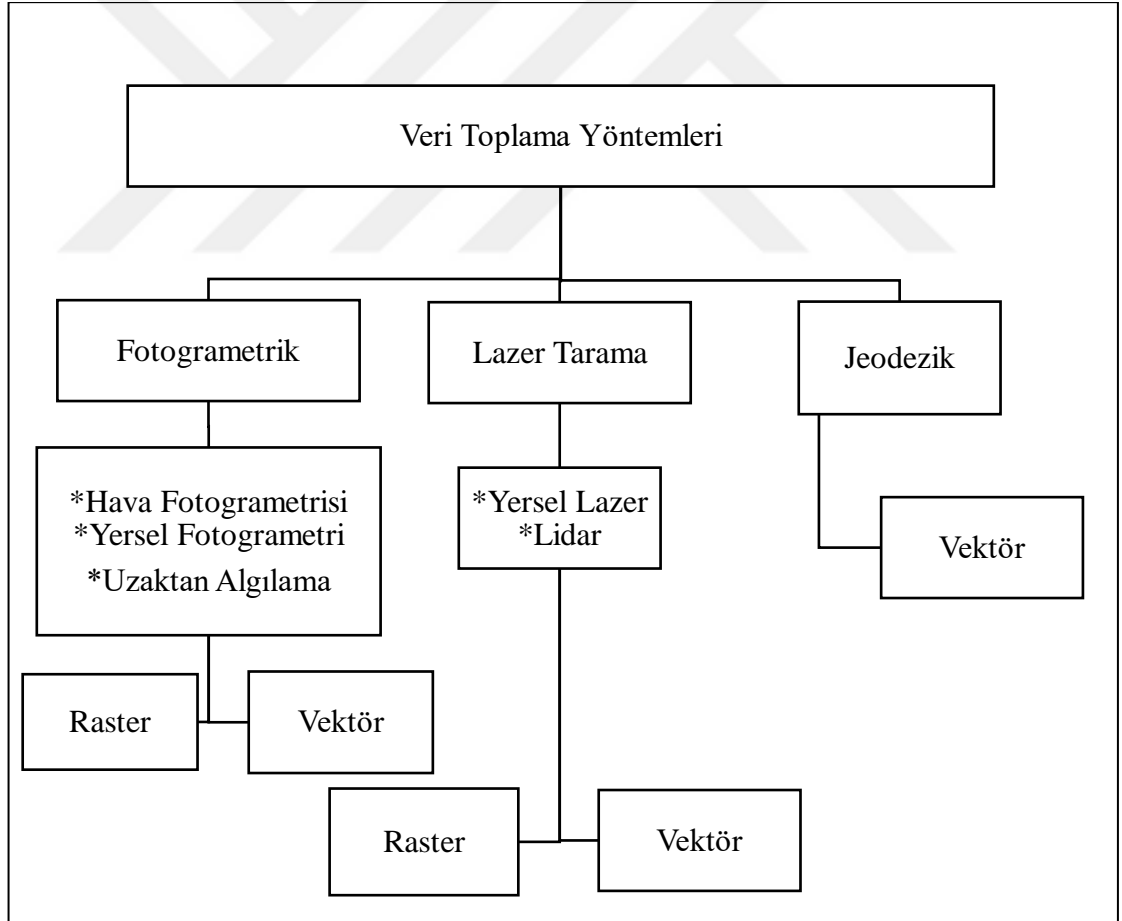 Veri Toplama Yöntemleri
Fotogrametrik
Lazer Tarama
Jeodezik
*Hava Fotogrametrisi
*Yersel Fotogrametri
*Uzaktan Algılama
*Yersel Lazer
*Lidar
Vektör
Raster
Vektör
Raster
Vektör